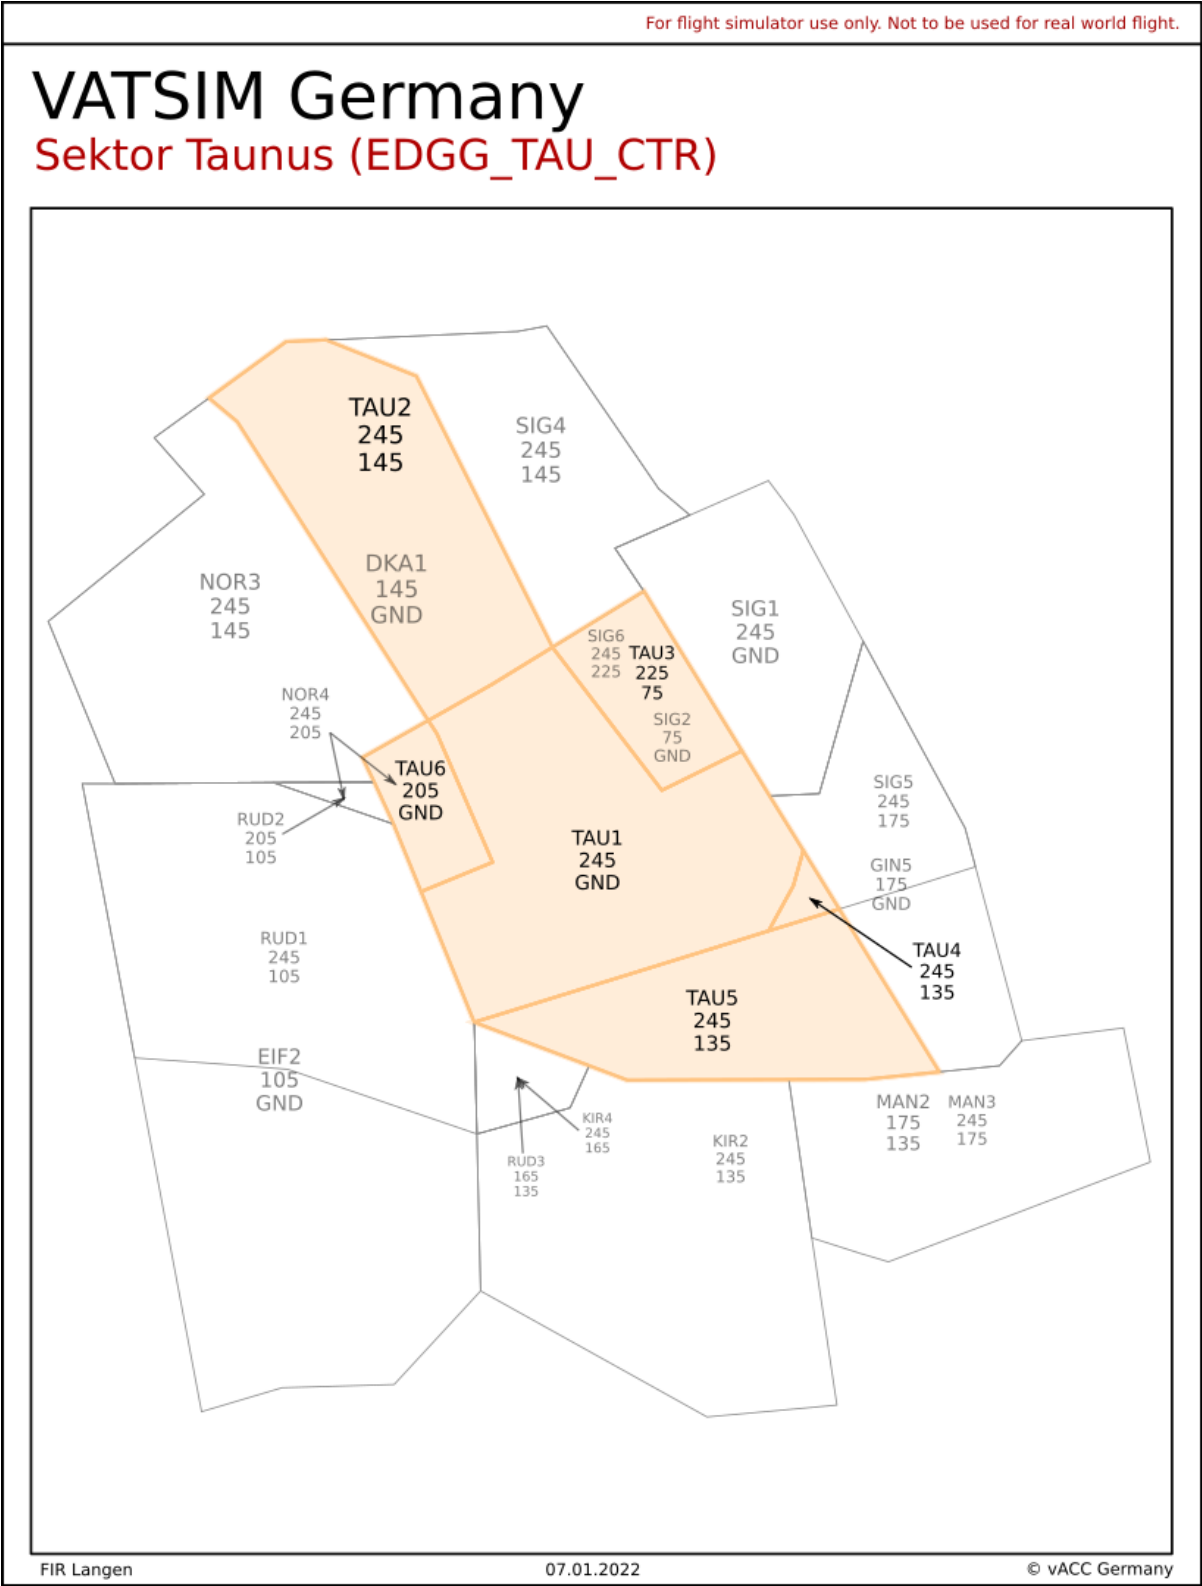 For flight simulator use only. Not to be used for real world flight.
VATSIM Germany
Sektor Taunus (EDGG_TAU_CTR)
TAU2
245
145
SIG4
245
145
DKA1
145
GND
NOR3
245
145
SIG1
245
GND
SIG6
245
225
TAU3
225
75
NOR4
245
205
SIG2
75
GND
TAU6
205
GND
SIG5
245
175
RUD2
205
105
TAU1
245
GND
GIN5
175
GND
RUD1
245
105
TAU4
245
135
TAU5
245
135
EIF2
105
GND
MAN2
175
135
MAN3
245
175
KIR4
245
165
KIR2
245
135
RUD3
165
135
FIR Langen
07.01.2022
© vACC Germany